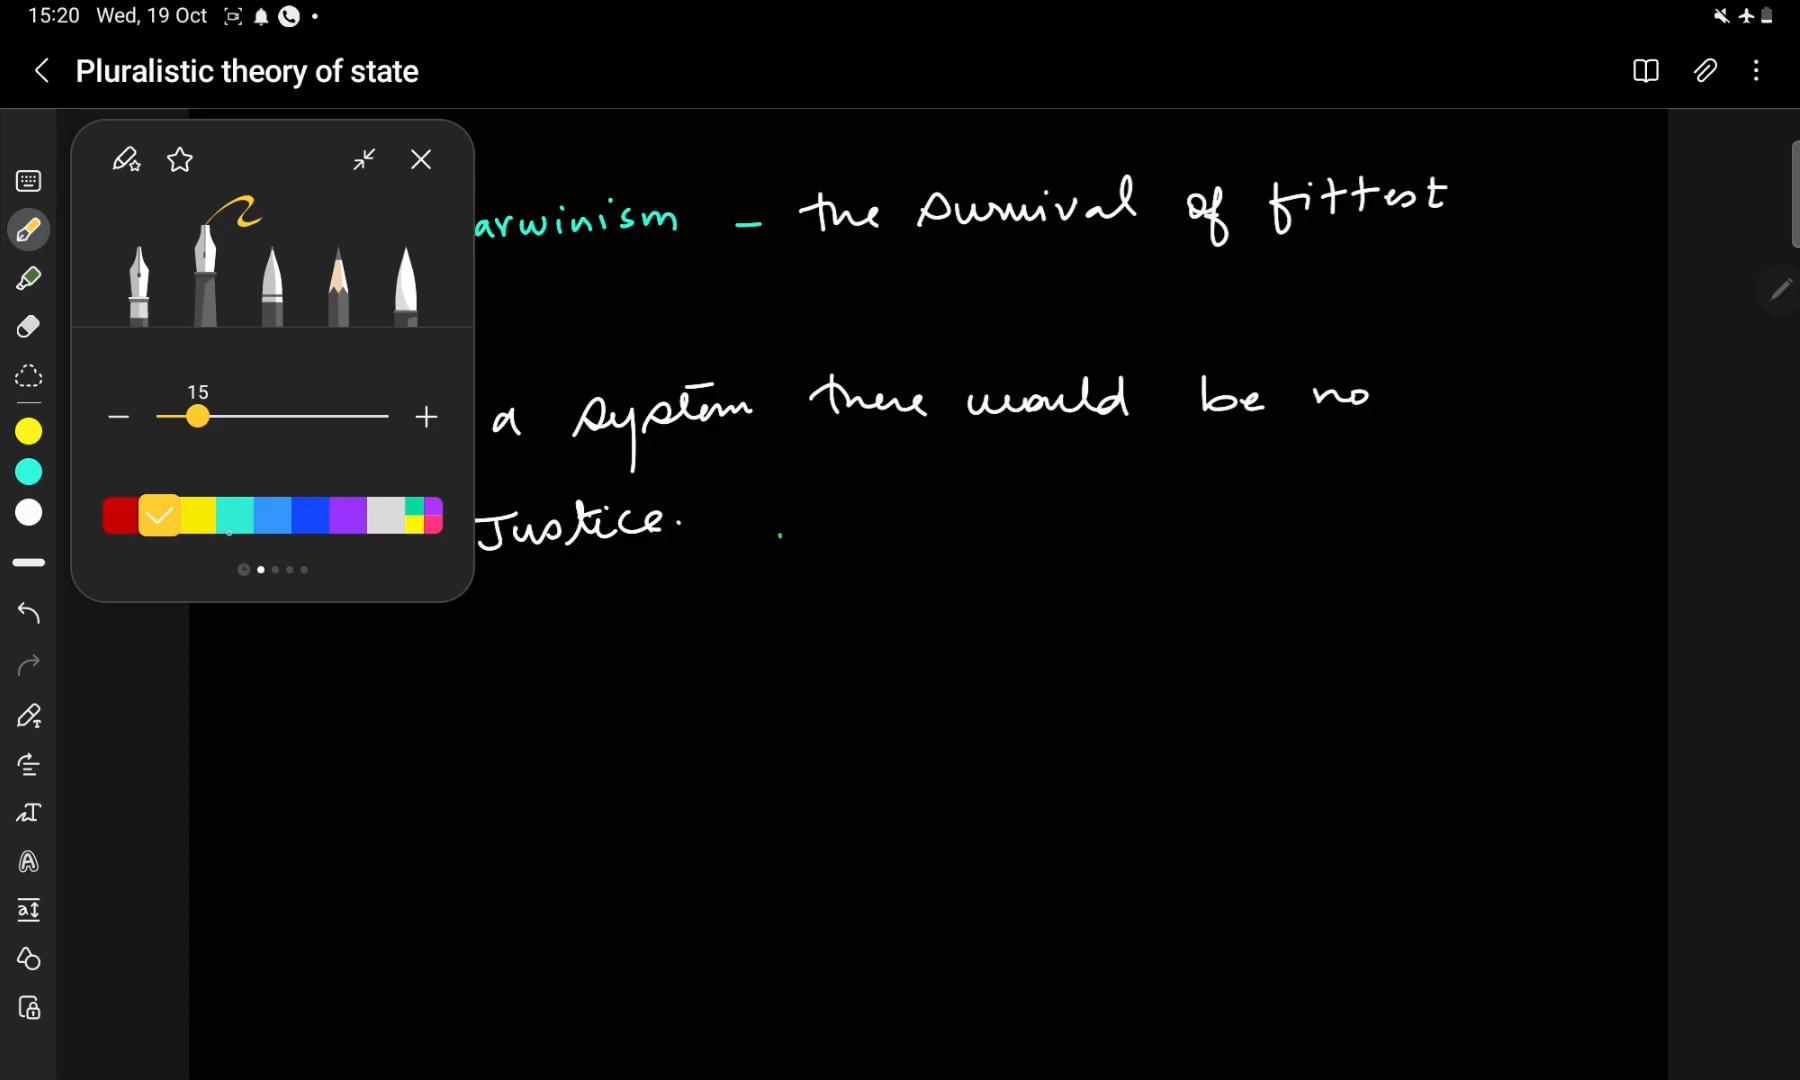 15:20 Wed, 19 Oct
Pluralistic theory of state
arwinism - the survival of fittest
15
a system there would be no
Justice.